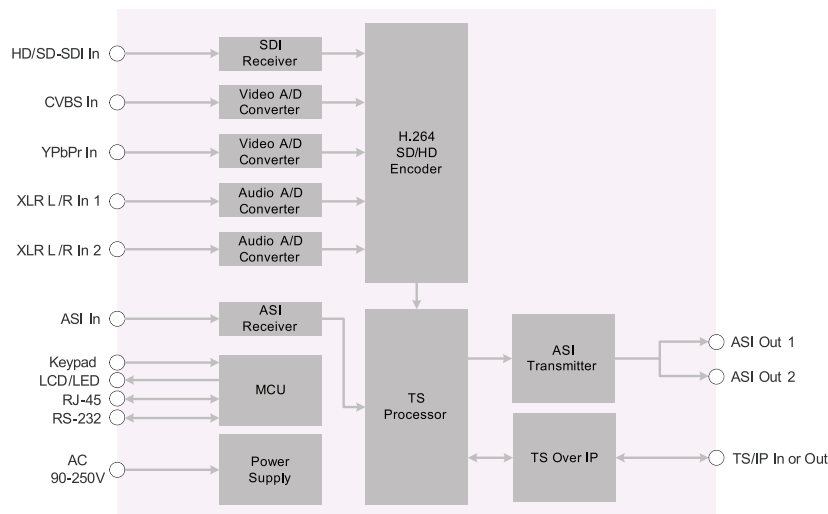 HD/SD-SDI In
SDI
Receiver
CVBS In
Video A/D
Converter
YPbPr In
Video A/D
Converter
XLR L /R In 1
Audio A/D
Converter
XLR L /R In 2
Audio A/D
Converter
H.264
SD/HD
Encoder
ASI In
ASI
Receiver
Keypad
LCD/LED
RJ-45
RS-232
MCU
AC
90-250V
Power
Supply
TS
Processor
ASI
Transmitter
TS Over IP
ASI Out 1
ASI Out 2
TS/IP In or Out